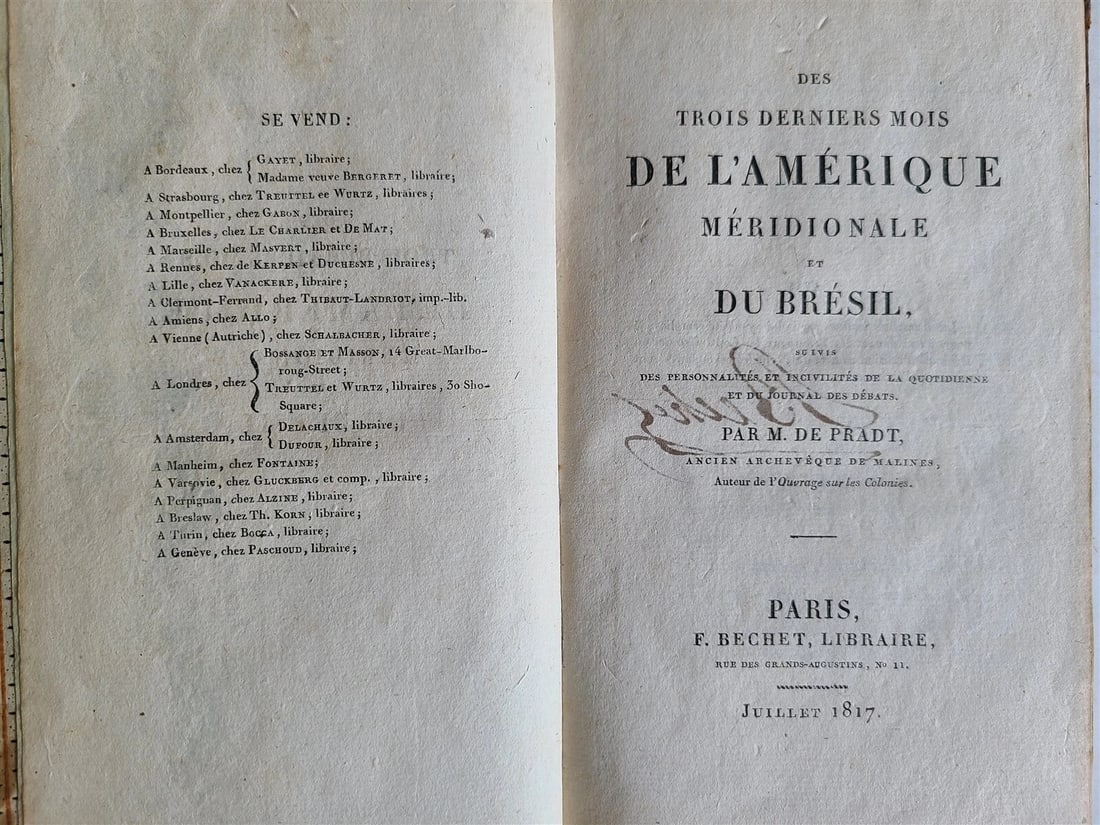 SE VEND :
A Bordeaux, chez { GAYET, libraire ;
Madame veuve BERGERET, libraire ;
A Strasbourg, chez TREUTTEL ee WURTZ, libraires ;
A Montpellier, chez GABON, libraire ;
A Bruxelles, chez LE CHARLIER et DE MAT ;
A Marseille, chez MASVERT, libraire ;
A Rennes, chez de KERPEN et DUCHESNE, libraires ;
A Lille, chez VANACKERE, libraire ;
A Clermont-Ferrand, chez THIBAUT-LANDRIOT, imp.-lib.
A Amiens, chez ALLO ;
A Vienne (Autriche), chez SCHALBACHER, libraire ;
A Londres, chez { BOSSANGE ET MASSON, 14 Great-Marlbo-
roug-Street ;
TREUTTEL et WURTZ, libraires, 30 Sho-
Square ;
A Amsterdam, chez { DELACHAUX, libraire ;
DUFOUR, libraire ;
A Manheim, chez FONTAINE ;
A Varsovie, chez GLUCKBERG et comp., libraire ;
A Perpignan, chez ALZINE, libraire ;
A Breslaw, chez Th. KORN, libraire ;
A Turin, chez BOCCA, libraire ;
A Genève, chez PASCHOUD, libraire ;
DES
TROIS DERNIERS MOIS
DE L'AMÉRIQUE
MÉRIDIONALE
ET
DU BRÉSIL,
SUIVIS
DES PERSONNALITÉS ET INCIVILITÉS DE LA QUOTIDIENNE
ET DU JOURNAL DES DÉBATS.
PAR M. DE PRADT,
ANCIEN ARCHEVÊQUE DE MALINES,
Auteur de l'Ouvrage sur les Colonies.
PARIS,
F. BECHET, LIBRAIRE,
RUE DES GRANDS-AUGUSTINS, No 11.
JUILLET 1817.